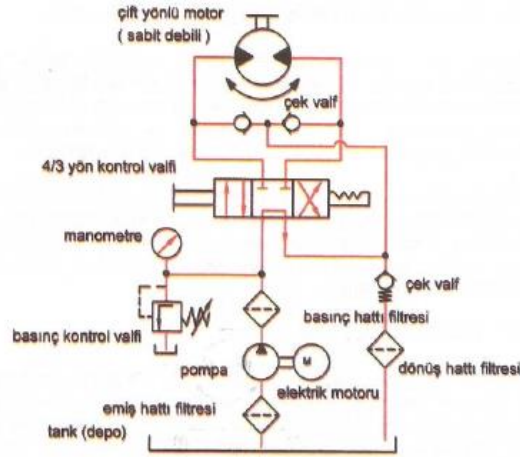 çift yönlü motor
( sabit debili )
çek valf
4/3 yön kontrol valfi
manometre
çek valf
basınç kontrol valfi
basınç hattı filtresi
pompa
M
elektrik motoru
dönüş hattı filtresi
emiş hattı filtresi
tank (depo)